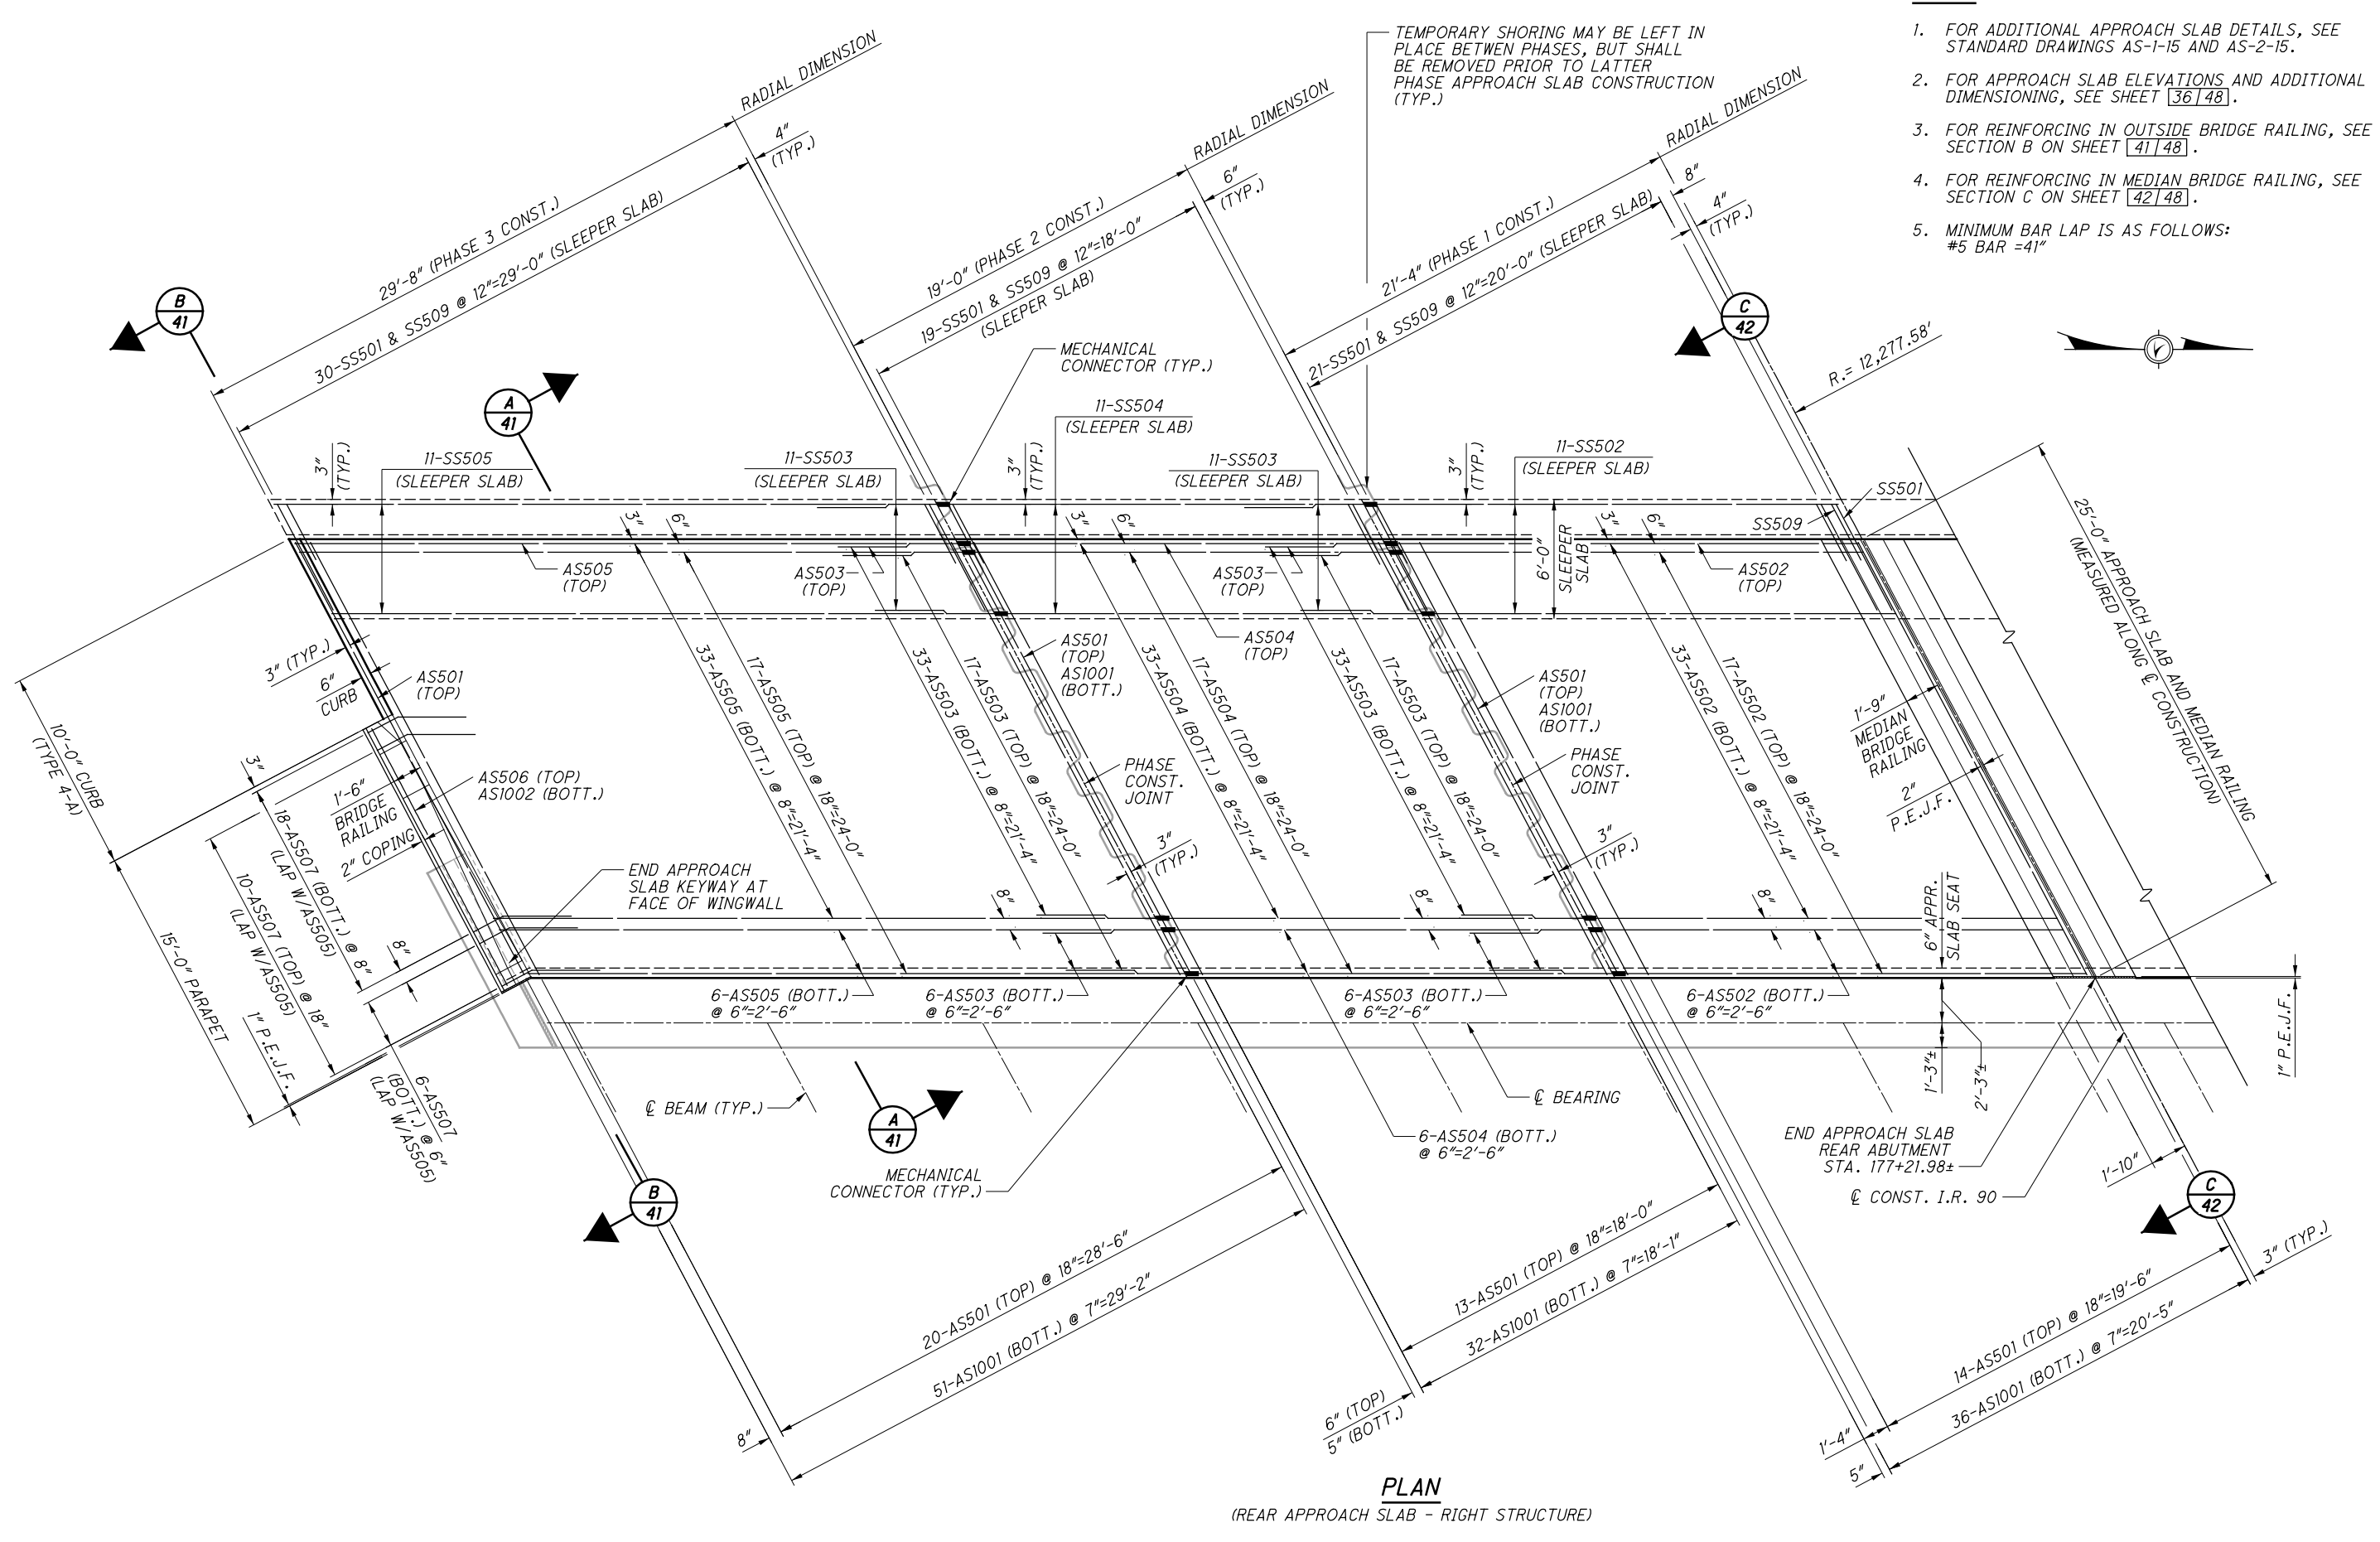 RADIAL DIMENSION
4"
(TYP.)
29'-8" (PHASE 3 CONST.)
30-SS501 & SS509 @ 12"=29'-0" (SLEEPER SLAB)
RADIAL DIMENSION
6"
(TYP.)
19'-0" (PHASE 2 CONST.)
19-SS501 & SS509 @ 12"=18'-0"
(SLEEPER SLAB)
TEMPORARY SHORING MAY BE LEFT IN
PLACE BETWEN PHASES, BUT SHALL
BE REMOVED PRIOR TO LATTER
PHASE APPROACH SLAB CONSTRUCTION
(TYP.)
RADIAL DIMENSION
8"
4"
(TYP.)
21'-4" (PHASE 1 CONST.)
21-SS501 & SS509 @ 12"=20'-0" (SLEEPER SLAB)
1. FOR ADDITIONAL APPROACH SLAB DETAILS, SEE
STANDARD DRAWINGS AS-1-15 AND AS-2-15.
2. FOR APPROACH SLAB ELEVATIONS AND ADDITIONAL
DIMENSIONING, SEE SHEET 36/48.
3. FOR REINFORCING IN OUTSIDE BRIDGE RAILING, SEE
SECTION B ON SHEET 41/48.
4. FOR REINFORCING IN MEDIAN BRIDGE RAILING, SEE
SECTION C ON SHEET 42/48.
5. MINIMUM BAR LAP IS AS FOLLOWS:
#5 BAR =41"
B
41
A
41
C
42
R.= 12,277.58'
MECHANICAL
CONNECTOR (TYP.)
3"
(TYP.)
11-SS505
(SLEEPER SLAB)
11-SS503
(SLEEPER SLAB)
3"
(TYP.)
11-SS504
(SLEEPER SLAB)
11-SS503
(SLEEPER SLAB)
3"
(TYP.)
11-SS502
(SLEEPER SLAB)
SS501
SS509
25'-0" APPROACH SLAB AND MEDIAN RAILING
(MEASURED ALONG ℄ CONSTRUCTION)
3"
6"
3"
6"
3"
6"
AS505
(TOP)
AS503
(TOP)
AS503
(TOP)
6'-0"
SLEEPER
SLAB
AS502
(TOP)
AS504
(TOP)
3" (TYP.)
6"
CURB
AS501
(TOP)
AS501
(TOP)
AS1001
(BOTT.)
AS501
(TOP)
AS1001
(BOTT.)
33-AS505 (BOTT.) @ 8"=21'-4"
17-AS505 (TOP) @ 18"=24'-0"
33-AS503 (BOTT.) @ 8"=21'-4"
17-AS503 (TOP) @ 18"=24'-0"
33-AS504 (BOTT.) @ 8"=21'-4"
17-AS504 (TOP) @ 18"=24'-0"
33-AS503 (BOTT.) @ 8"=21'-4"
17-AS503 (TOP) @ 18"=24'-0"
33-AS502 (BOTT.) @ 8"=21'-4"
17-AS502 (TOP) @ 18"=24'-0"
1'-9"
MEDIAN
BRIDGE
RAILING
2"
P.E.J.F.
10'-0" CURB
(TYPE 4-A)
3"
AS506 (TOP)
AS1002 (BOTT.)
1'-6"
BRIDGE
RAILING
2" COPING
PHASE
CONST.
JOINT
PHASE
CONST.
JOINT
3"
(TYP.)
3"
(TYP.)
18-AS507 (BOTT.) @ 8"
(LAP W/AS505)
10-AS507 (TOP) @ 18"
(LAP W/AS505)
END APPROACH
SLAB KEYWAY AT
FACE OF WINGWALL
15'-0" PARAPET
8"
8"
8"
8"
6" APPR.
SLAB SEAT
1" P.E.J.F.
6-AS507
(BOTT.) @ 6"
(LAP W/AS505)
6-AS505 (BOTT.)
@ 6"=2'-6"
6-AS503 (BOTT.)
@ 6"=2'-6"
6-AS503 (BOTT.)
@ 6"=2'-6"
6-AS502 (BOTT.)
@ 6"=2'-6"
1" P.E.J.F.
1'-3"±
2'-3"±
℄ BEAM (TYP.)
A
41
℄ BEARING
6-AS504 (BOTT.)
@ 6"=2'-6"
MECHANICAL
CONNECTOR (TYP.)
END APPROACH SLAB
REAR ABUTMENT
STA. 177+21.98±
℄ CONST. I.R. 90
1'-10"
B
41
C
42
20-AS501 (TOP) @ 18"=28'-6"
51-AS1001 (BOTT.) @ 7"=29'-2"
8"
13-AS501 (TOP) @ 18"=18'-0"
32-AS1001 (BOTT.) @ 7"=18'-1"
6" (TOP)
5" (BOTT.)
3" (TYP.)
14-AS501 (TOP) @ 18"=19'-6"
36-AS1001 (BOTT.) @ 7"=20'-5"
1'-4"
5"
PLAN
(REAR APPROACH SLAB - RIGHT STRUCTURE)